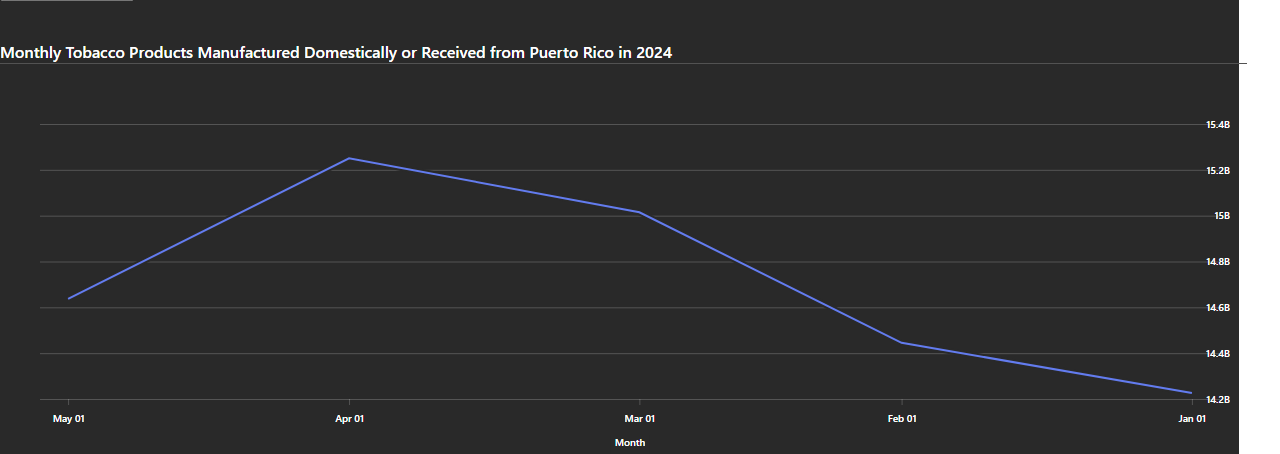 Monthly Tobacco Products Manufactured Domestically or Received from Puerto Rico in 2024
15.4B
15.2B
15B
14.8B
14.6B
14.4B
14.2B
May 01 Apr 01 Mar 01 Feb 01 Jan 01
Month